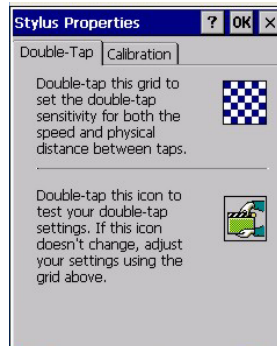 Stylus Properties ? OK ×
Double-Tap Calibration
Double-tap this grid to
set the double-tap
sensitivity for both the
speed and physical
distance between taps.
Double-tap this icon to
test your double-tap
settings. If this icon
doesn't change, adjust
your settings using the
grid above.